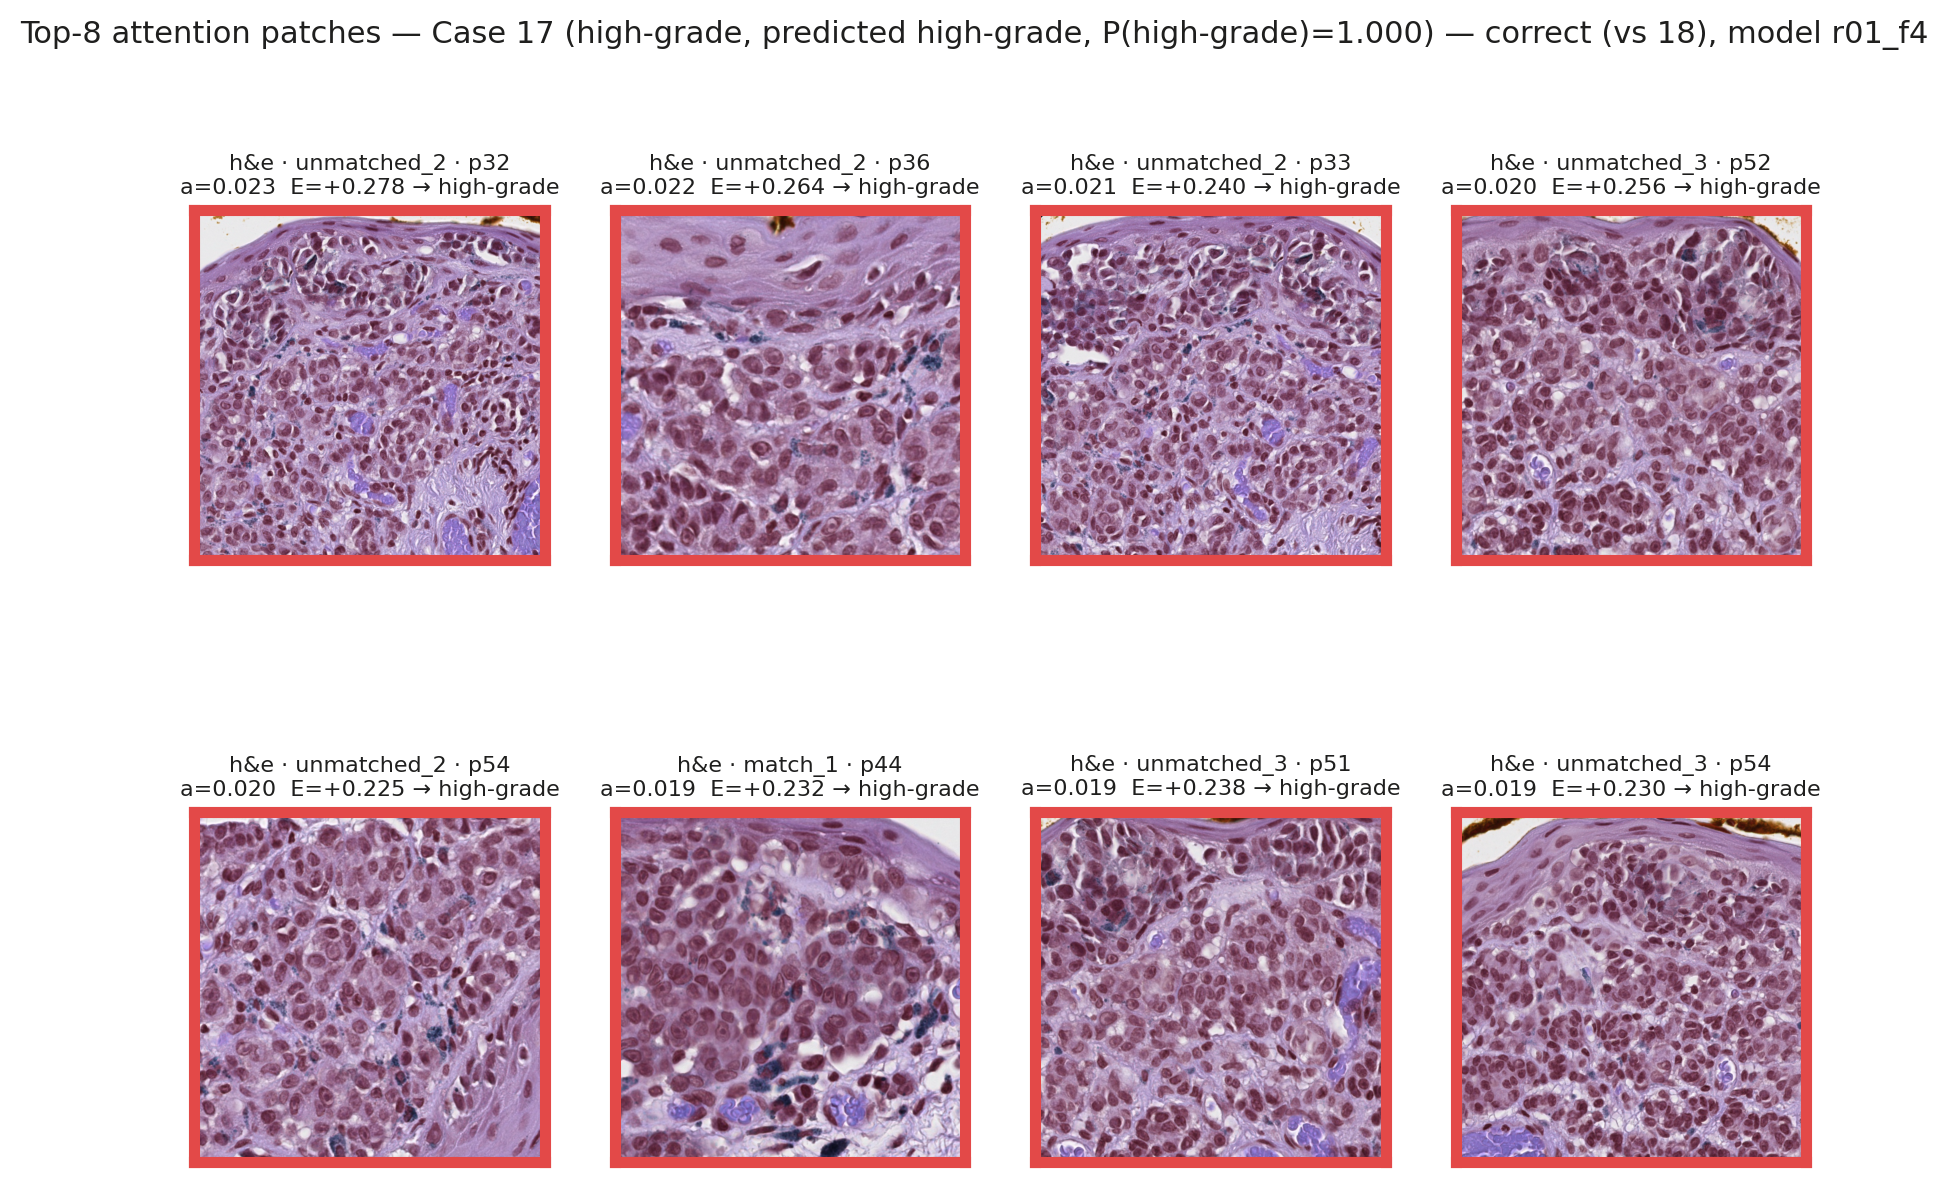 Top-8 attention patches — Case 17 (high-grade, predicted high-grade, P(high-grade)=1.000) — correct (vs 18), model r01_f4
h&e · unmatched_2 · p32
a=0.023  E=+0.278 → high-grade
h&e · unmatched_2 · p36
a=0.022  E=+0.264 → high-grade
h&e · unmatched_2 · p33
a=0.021  E=+0.240 → high-grade
h&e · unmatched_3 · p52
a=0.020  E=+0.256 → high-grade
h&e · unmatched_2 · p54
a=0.020  E=+0.225 → high-grade
h&e · match_1 · p44
a=0.019  E=+0.232 → high-grade
h&e · unmatched_3 · p51
a=0.019  E=+0.238 → high-grade
h&e · unmatched_3 · p54
a=0.019  E=+0.230 → high-grade